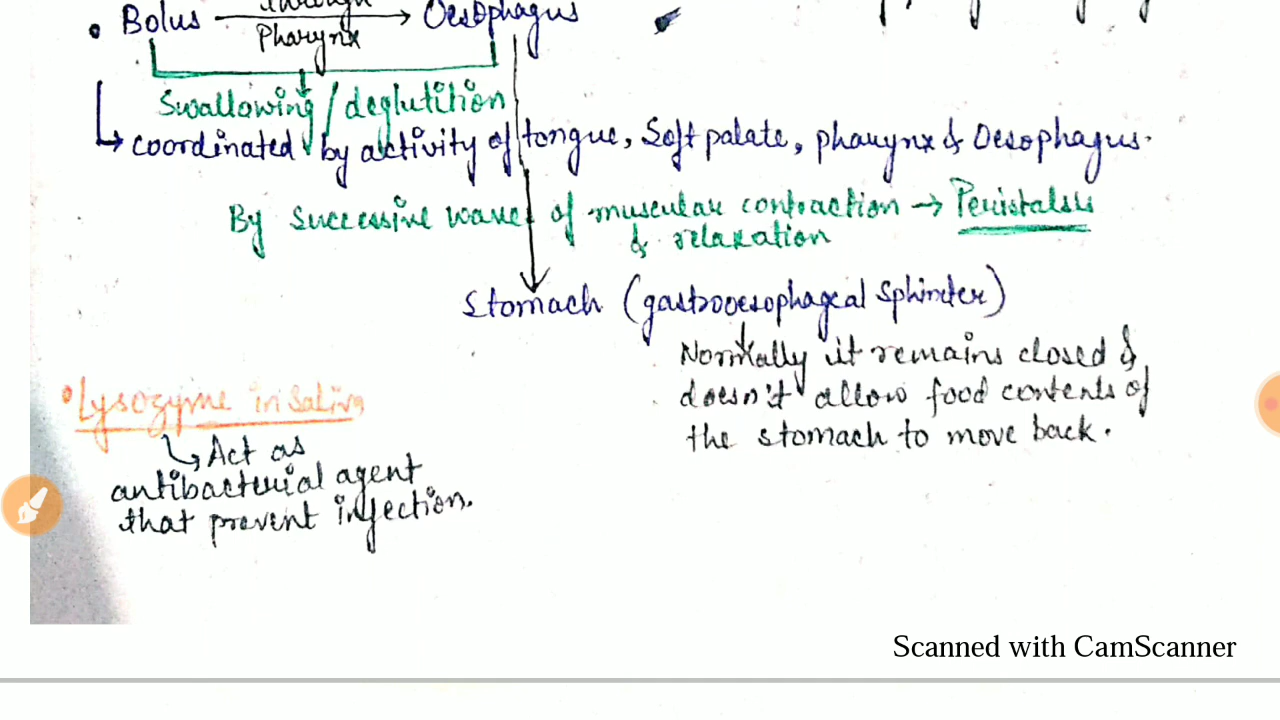 • Bolus through Pharynx → Oesophagus
Swallowing / deglutition
↳ coordinated by activity of tongue, Soft palate, pharynx & Oesophagus.
By Successive waves of muscular contraction → Peristalsis
& relaxation
Stomach (gastrooesophageal Sphincter)
Normally it remains closed &
doesn't allow food contents of
the stomach to move back.
• Lysozyme in Saliva
↳ Act as
antibacterial agent
that prevent infection.
Scanned with CamScanner